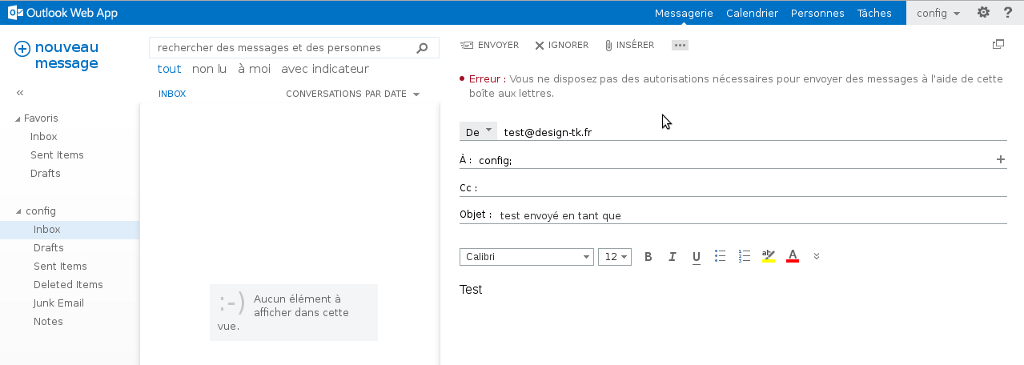 Outlook Web App
Messagerie Calendrier Personnes Tâches config ?
nouveau
message
«
Favoris
Inbox
Sent Items
Drafts
config
Inbox
Drafts
Sent Items
Deleted Items
Junk Email
Notes
rechercher des messages et des personnes
tout non lu à moi avec indicateur
INBOX CONVERSATIONS PAR DATE
:-) Aucun élément à
afficher dans cette
vue.
ENVOYER IGNORER INSÉRER ...
Erreur : Vous ne disposez pas des autorisations nécessaires pour envoyer des messages à l'aide de cette
boîte aux lettres.
De test@design-tk.fr
À : config; +
Cc :
Objet : test envoyé en tant que
Calibri 12 B I U ab A
Test